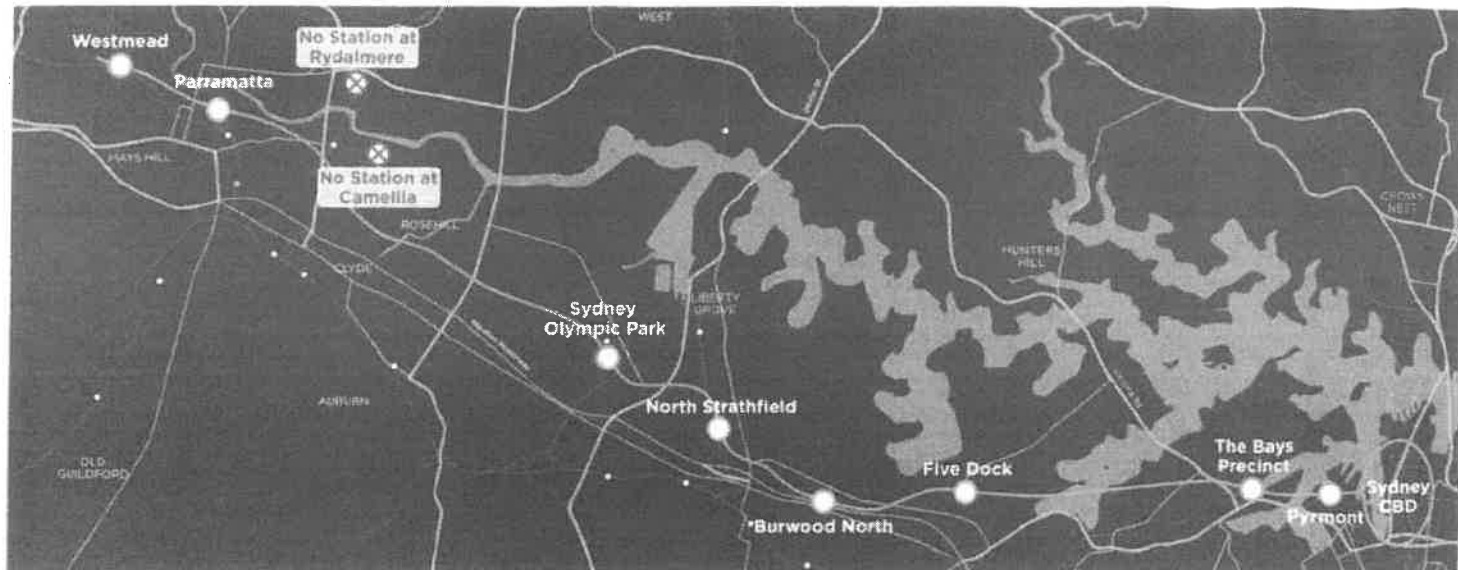 WEST
No Station at
Rydalmere
Westmead
Parramatta
MAYS HILL
No Station at
Camellia
ROSEHILL
CROWS
NEST
HUNTERS
HILL
CLYDE
LIBERTY
GROVE
Sydney
Olympic Park
AUBURN
North Strathfield
OLD
GUILDFORD
Five Dock
The Bays
Precinct
Sydney
CBD
Pyrmont
*Burwood North